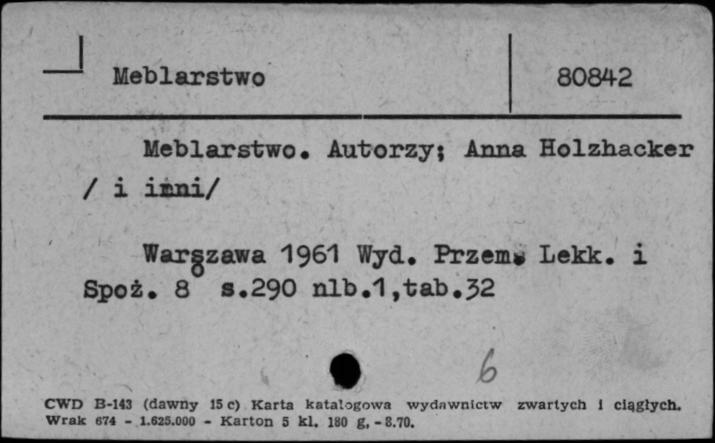 Meblarstwo 80842
Meblarstwo. Autorzy; Anna Holzhacker
/ i inni/
Warszawa 1961 Wyd. Przem. Lekk. i
Spoż. 8° s.290 nlb.1,tab.32
6
CWD B-143 (dawny 15 c) Karta katalogowa wydawnictw zwartych i ciągłych.
Wrak 674 - 1.625.000 - Karton 5 kl. 180 g, - 8.70.